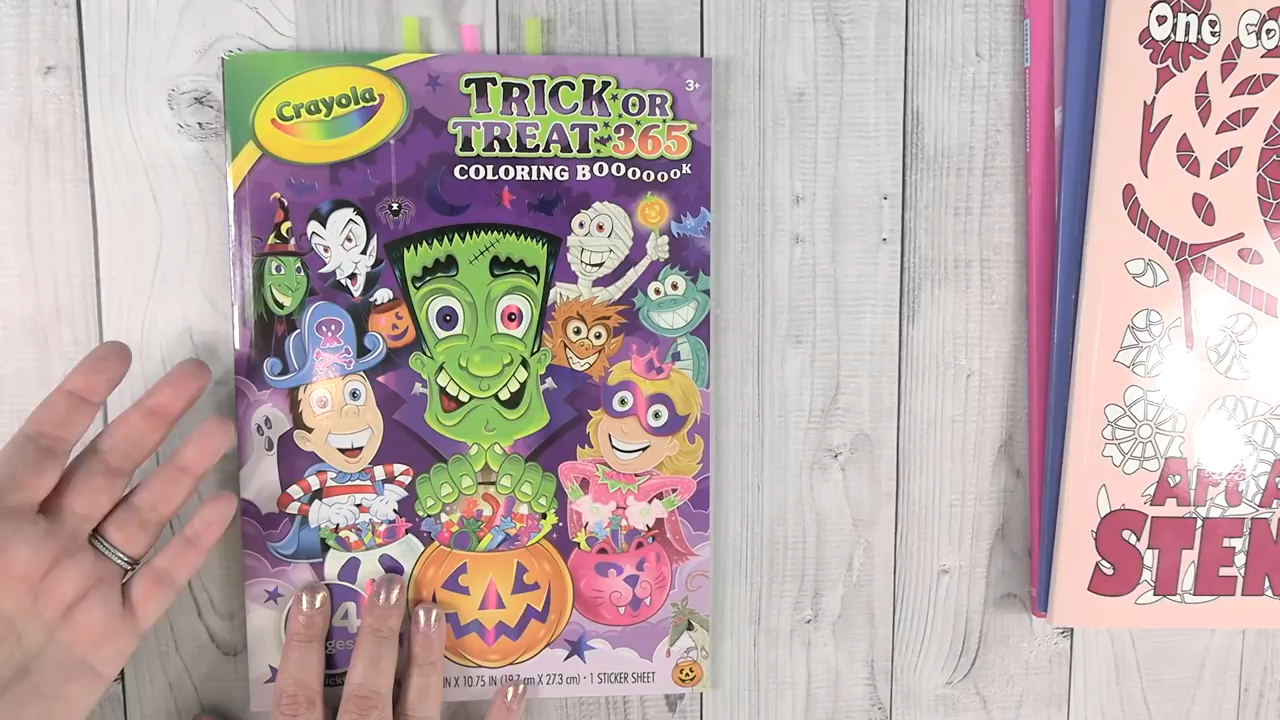 Crayola
TRICK OR
TREAT 365
COLORING BOOOOOOK
3+
IN X 10.75 IN (19.7 cm x 27.3 cm) • 1 STICKER SHEET
One Co
Art A
STEN